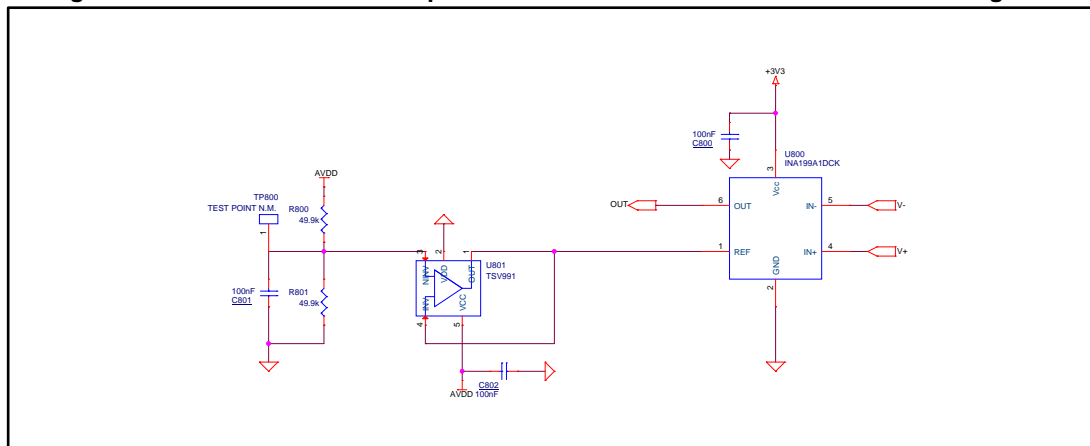 +3V3
100nF
C800
U800
INA199A1DCK
3
Vcc
AVDD
TP800
TEST POINT N.M.
1
R800
49.9k
OUT
6
OUT
IN-
5
V-
1
REF
IN+
4
V+
GND
2
3
2
1
NINV
VDD
OUT
U801
TSV991
INV
VCC
4
5
100nF
C801
R801
49.9k
C802
AVDD
100nF